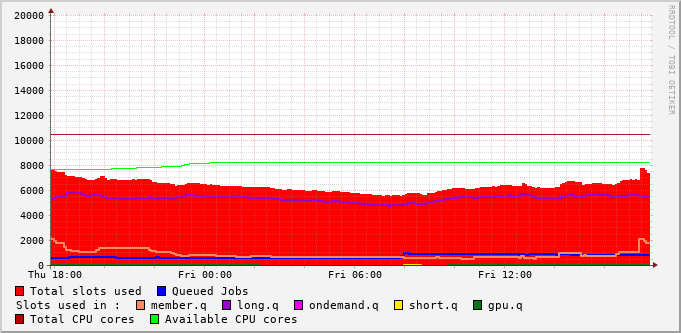 20000
18000
16000
14000
12000
10000
8000
6000
4000
2000
0
Thu 18:00 Fri 00:00 Fri 06:00 Fri 12:00
RRDTOOL / TOBI OETIKER
Total slots used Queued Jobs
Slots used in : member.q long.q ondemand.q short.q gpu.q
Total CPU cores Available CPU cores